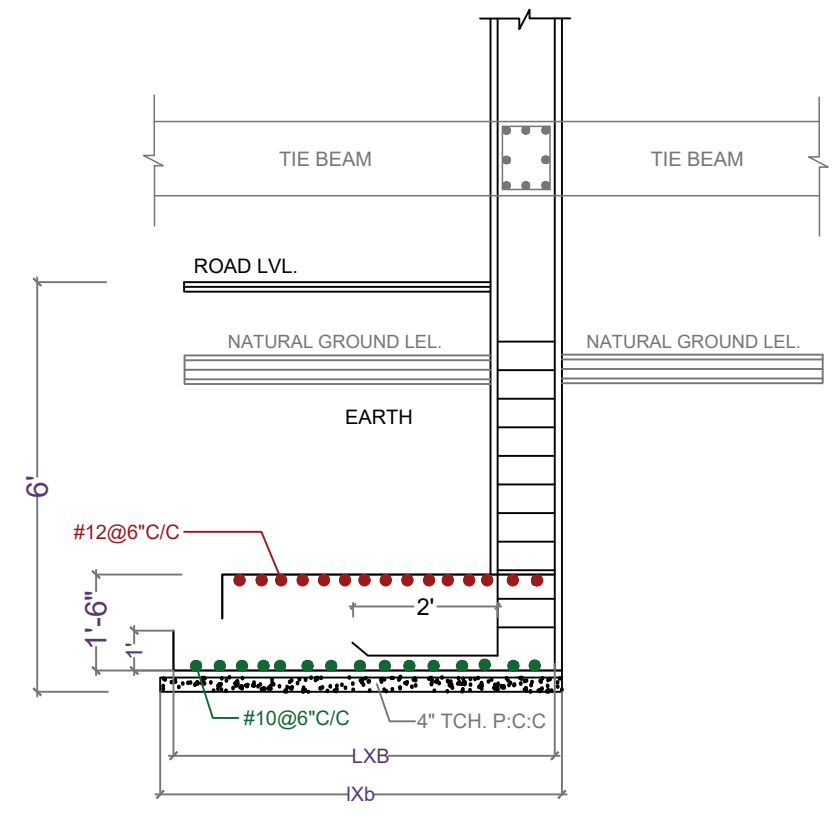 TIE BEAM
TIE BEAM
ROAD LVL.
NATURAL GROUND LEL.
NATURAL GROUND LEL.
EARTH
6'
#12@6"C/C
1'-6"
1'
2'
#10@6"C/C
4" TCH. P:C:C
LXB
lXb